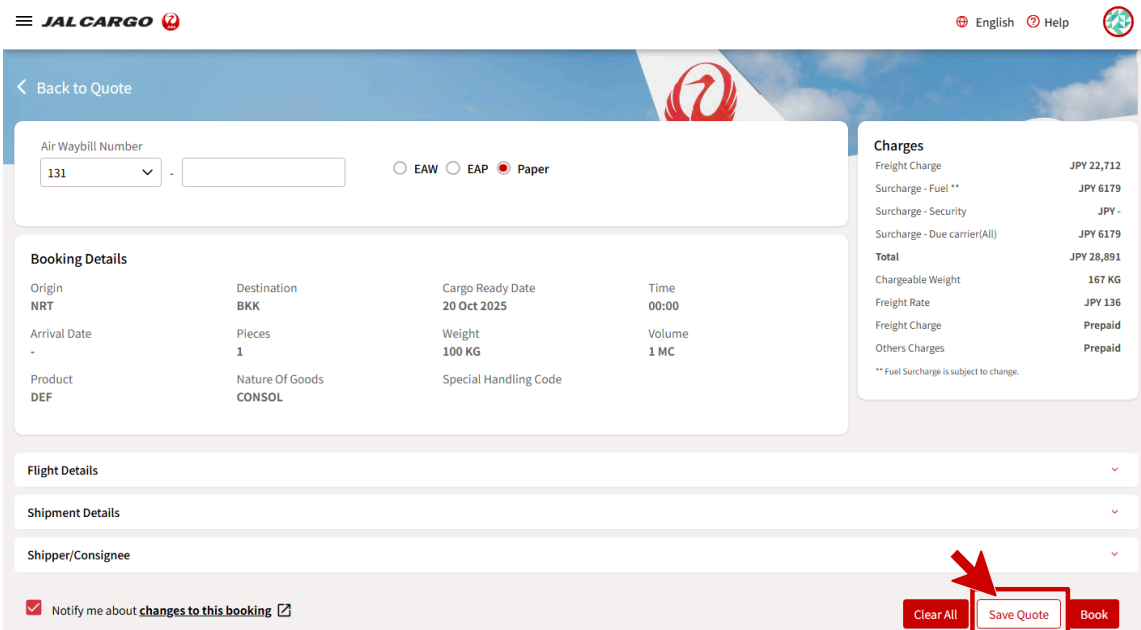 JAL CARGO
English Help
Back to Quote
Air Waybill Number
131 -
EAW EAP Paper
Booking Details
Origin Destination Cargo Ready Date Time
NRT BKK 20 Oct 2025 00:00
Arrival Date Pieces Weight Volume
- 1 100 KG 1 MC
Product Nature Of Goods Special Handling Code
DEF CONSOL
Charges
Freight Charge JPY 22,712
Surcharge - Fuel ** JPY 6179
Surcharge - Security JPY -
Surcharge - Due carrier(All) JPY 6179
Total JPY 28,891
Chargeable Weight 167 KG
Freight Rate JPY 136
Freight Charge Prepaid
Others Charges Prepaid
** Fuel Surcharge is subject to change.
Flight Details
Shipment Details
Shipper/Consignee
Notify me about changes to this booking
Clear All Save Quote Book